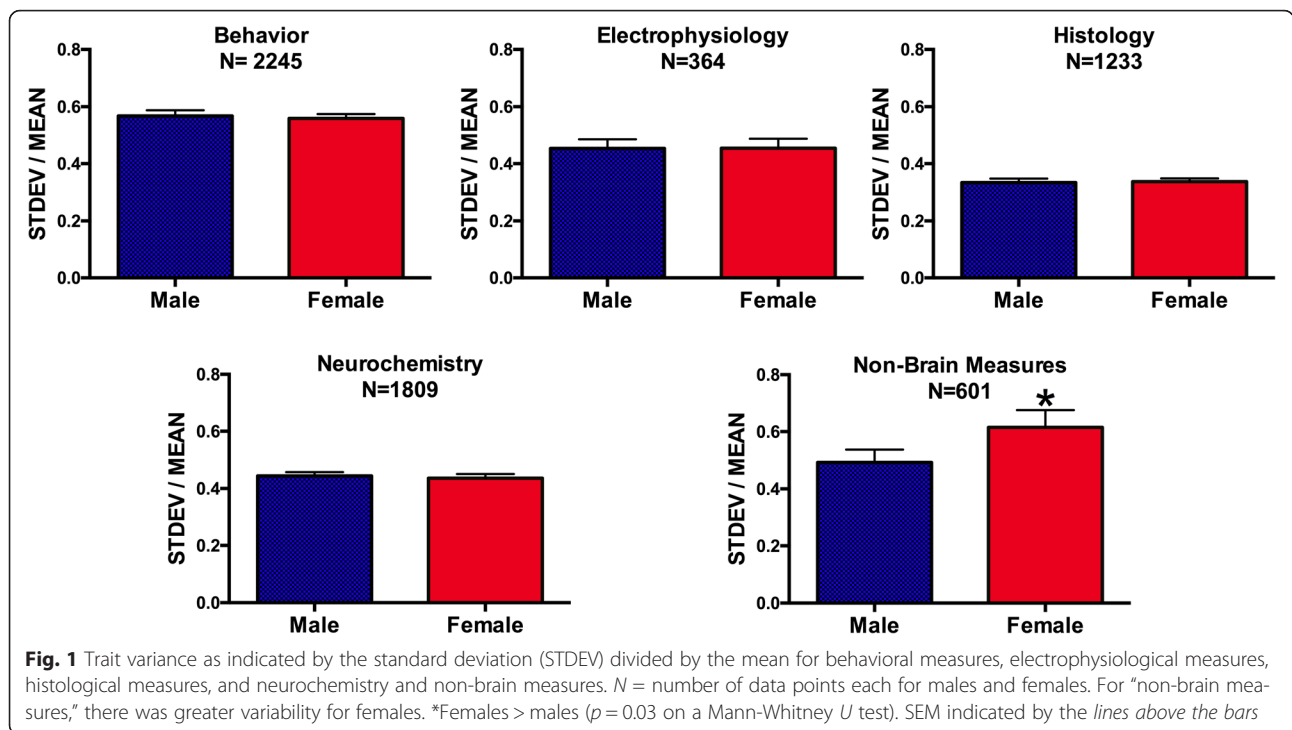 Behavior
N= 2245
0.8
0.6
0.4
0.2
0.0
STDEV / MEAN
Male
Female
Electrophysiology
N=364
0.8
0.6
0.4
0.2
0.0
STDEV / MEAN
Male
Female
Histology
N=1233
0.8
0.6
0.4
0.2
0.0
STDEV / MEAN
Male
Female
Neurochemistry
N=1809
0.8
0.6
0.4
0.2
0.0
STDEV / MEAN
Male
Female
Non-Brain Measures
N=601
*
0.8
0.6
0.4
0.2
0.0
STDEV / MEAN
Male
Female
Fig. 1 Trait variance as indicated by the standard deviation (STDEV) divided by the mean for behavioral measures, electrophysiological measures,
histological measures, and neurochemistry and non-brain measures. N = number of data points each for males and females. For “non-brain mea-
sures,” there was greater variability for females. *Females > males (p = 0.03 on a Mann-Whitney U test). SEM indicated by the lines above the bars